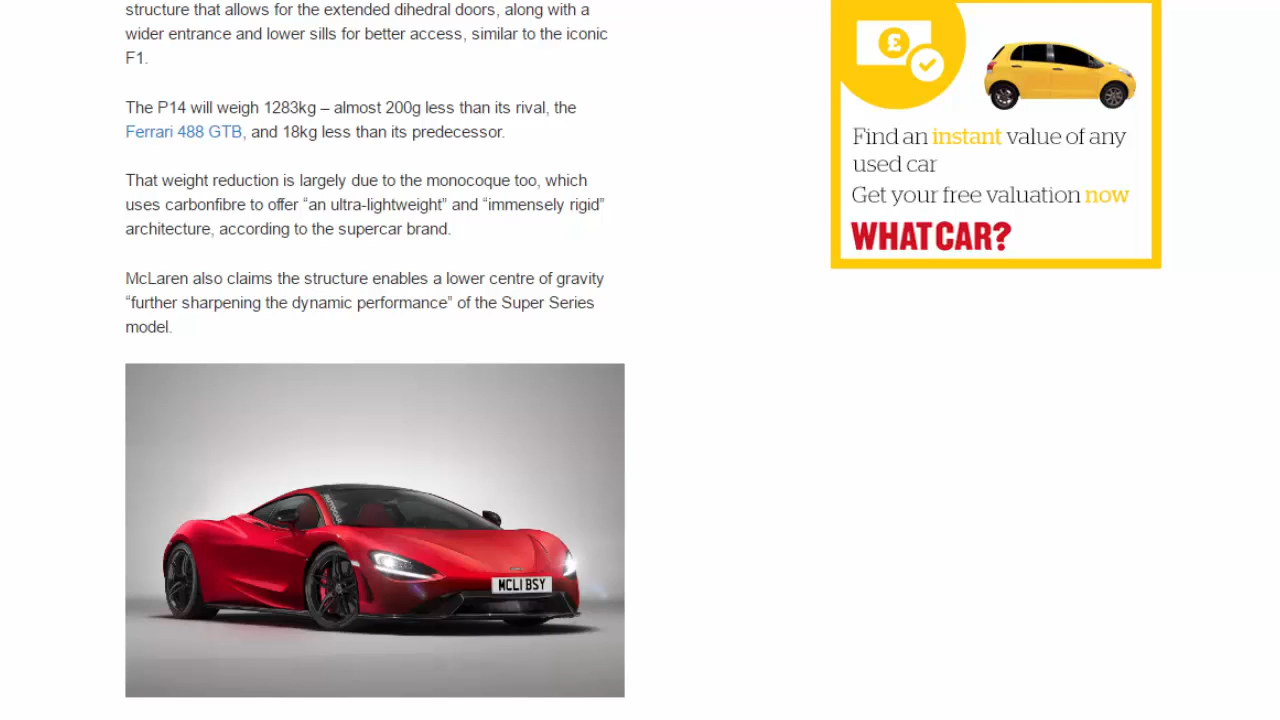 structure that allows for the extended dihedral doors, along with a
wider entrance and lower sills for better access, similar to the iconic
F1.
The P14 will weigh 1283kg – almost 200g less than its rival, the
Ferrari 488 GTB, and 18kg less than its predecessor.
That weight reduction is largely due to the monocoque too, which
uses carbonfibre to offer “an ultra-lightweight” and “immensely rigid”
architecture, according to the supercar brand.
McLaren also claims the structure enables a lower centre of gravity
“further sharpening the dynamic performance” of the Super Series
model.
AUTOCAR
MCL1 BSY
£
Find an instant value of any
used car
Get your free valuation now
WHATCAR?